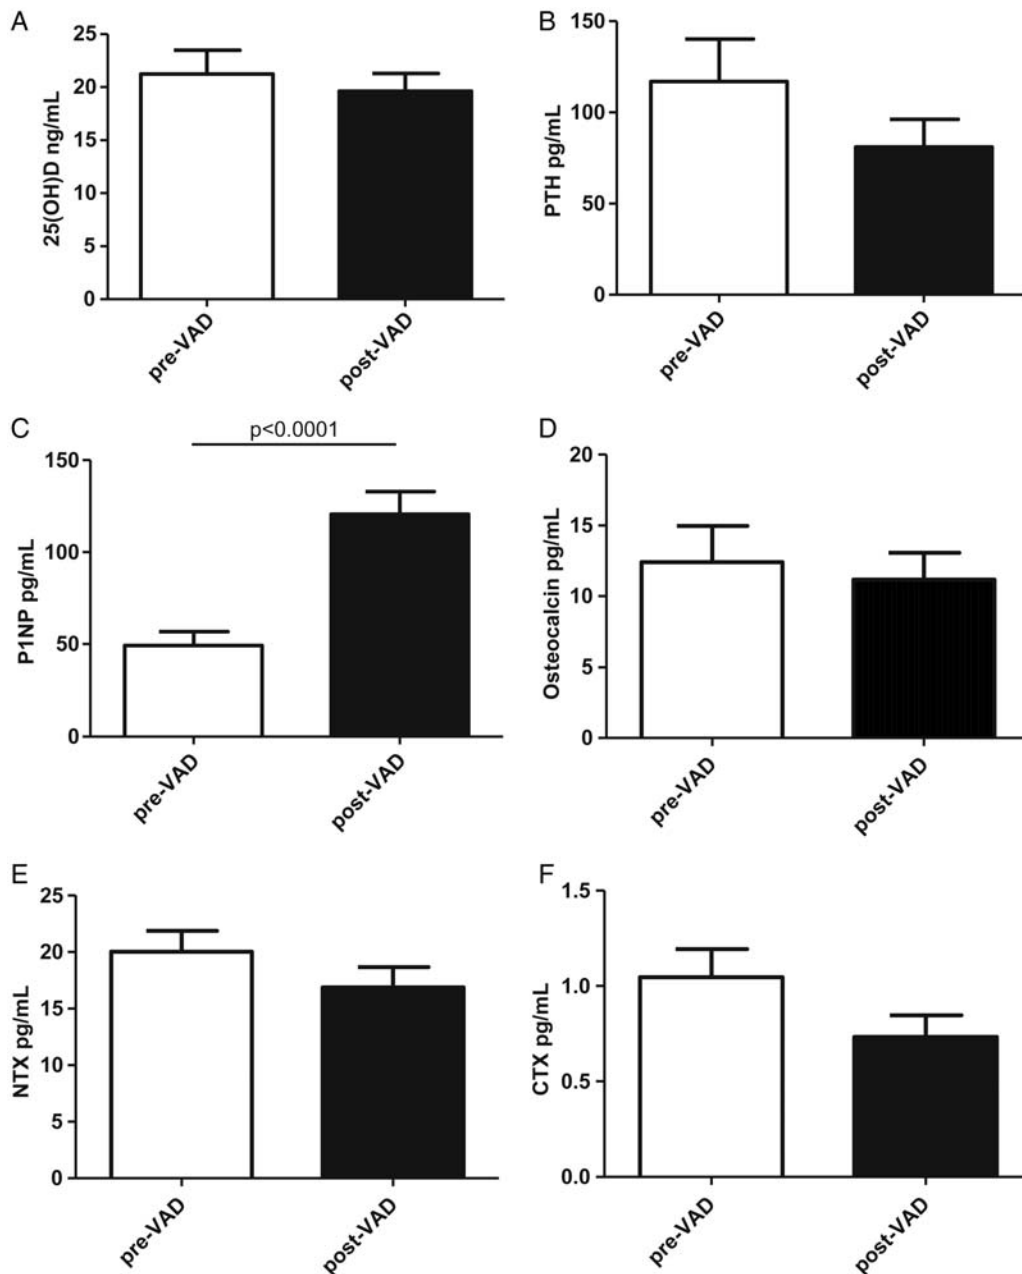 A
25(OH)D ng/mL
25
20
15
10
5
0
pre-VAD
post-VAD
B
PTH pg/mL
150
100
50
0
pre-VAD
post-VAD
C
p<0.0001
P1NP pg/mL
150
100
50
0
pre-VAD
post-VAD
D
Osteocalcin pg/mL
20
15
10
5
0
pre-VAD
post-VAD
E
NTX pg/mL
25
20
15
10
5
0
pre-VAD
post-VAD
F
CTX pg/mL
1.5
1.0
0.5
0.0
pre-VAD
post-VAD